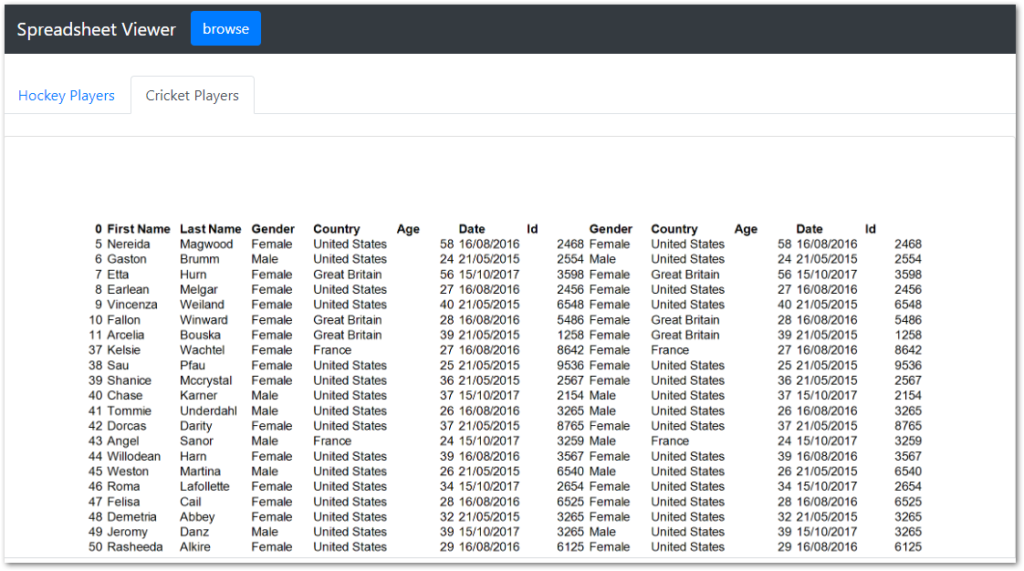 Spreadsheet Viewer browse
Hockey Players Cricket Players
0 First Name Last Name Gender Country Age Date Id Gender Country Age Date Id
5 Nereida Magwood Female United States 58 16/08/2016 2468 Female United States 58 16/08/2016 2468
6 Gaston Brumm Male United States 24 21/05/2015 2554 Male United States 24 21/05/2015 2554
7 Etta Hurn Female Great Britain 56 15/10/2017 3598 Female Great Britain 56 15/10/2017 3598
8 Earlean Melgar Female United States 27 16/08/2016 2456 Female United States 27 16/08/2016 2456
9 Vincenza Weiland Female United States 40 21/05/2015 6548 Female United States 40 21/05/2015 6548
10 Fallon Winward Female Great Britain 28 16/08/2016 5486 Female Great Britain 28 16/08/2016 5486
11 Arcelia Bouska Female Great Britain 39 21/05/2015 1258 Female Great Britain 39 21/05/2015 1258
37 Kelsie Wachtel Female France 27 16/08/2016 8642 Female France 27 16/08/2016 8642
38 Sau Pfau Female United States 25 21/05/2015 9536 Female United States 25 21/05/2015 9536
39 Shanice Mccrystal Female United States 36 21/05/2015 2567 Female United States 36 21/05/2015 2567
40 Chase Karner Male United States 37 15/10/2017 2154 Male United States 37 15/10/2017 2154
41 Tommie Underdahl Male United States 26 16/08/2016 3265 Male United States 26 16/08/2016 3265
42 Dorcas Darity Female United States 37 21/05/2015 8765 Female United States 37 21/05/2015 8765
43 Angel Sanor Male France 24 15/10/2017 3259 Male France 24 15/10/2017 3259
44 Willodean Harn Female United States 39 16/08/2016 3567 Female United States 39 16/08/2016 3567
45 Weston Martina Male United States 26 21/05/2015 6540 Male United States 26 21/05/2015 6540
46 Roma Lafollette Female United States 34 15/10/2017 2654 Female United States 34 15/10/2017 2654
47 Felisa Cail Female United States 28 16/08/2016 6525 Female United States 28 16/08/2016 6525
48 Demetria Abbey Female United States 32 21/05/2015 3265 Female United States 32 21/05/2015 3265
49 Jeromy Danz Male United States 39 15/10/2017 3265 Male United States 39 15/10/2017 3265
50 Rasheeda Alkire Female United States 29 16/08/2016 6125 Female United States 29 16/08/2016 6125